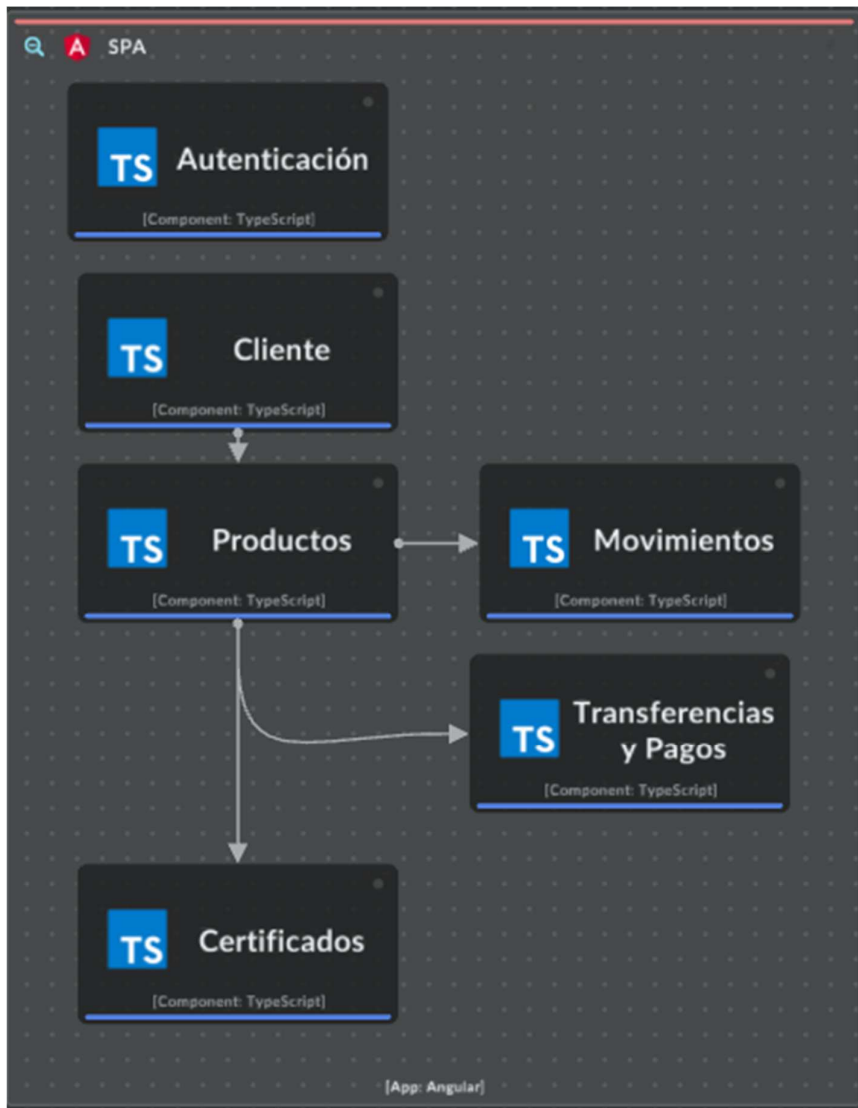 SPA
TS
Autenticación
[Component: TypeScript]
TS
Cliente
[Component: TypeScript]
TS
Productos
[Component: TypeScript]
TS
Movimientos
[Component: TypeScript]
TS
Transferencias
y Pagos
[Component: TypeScript]
TS
Certificados
[Component: TypeScript]
[App: Angular]